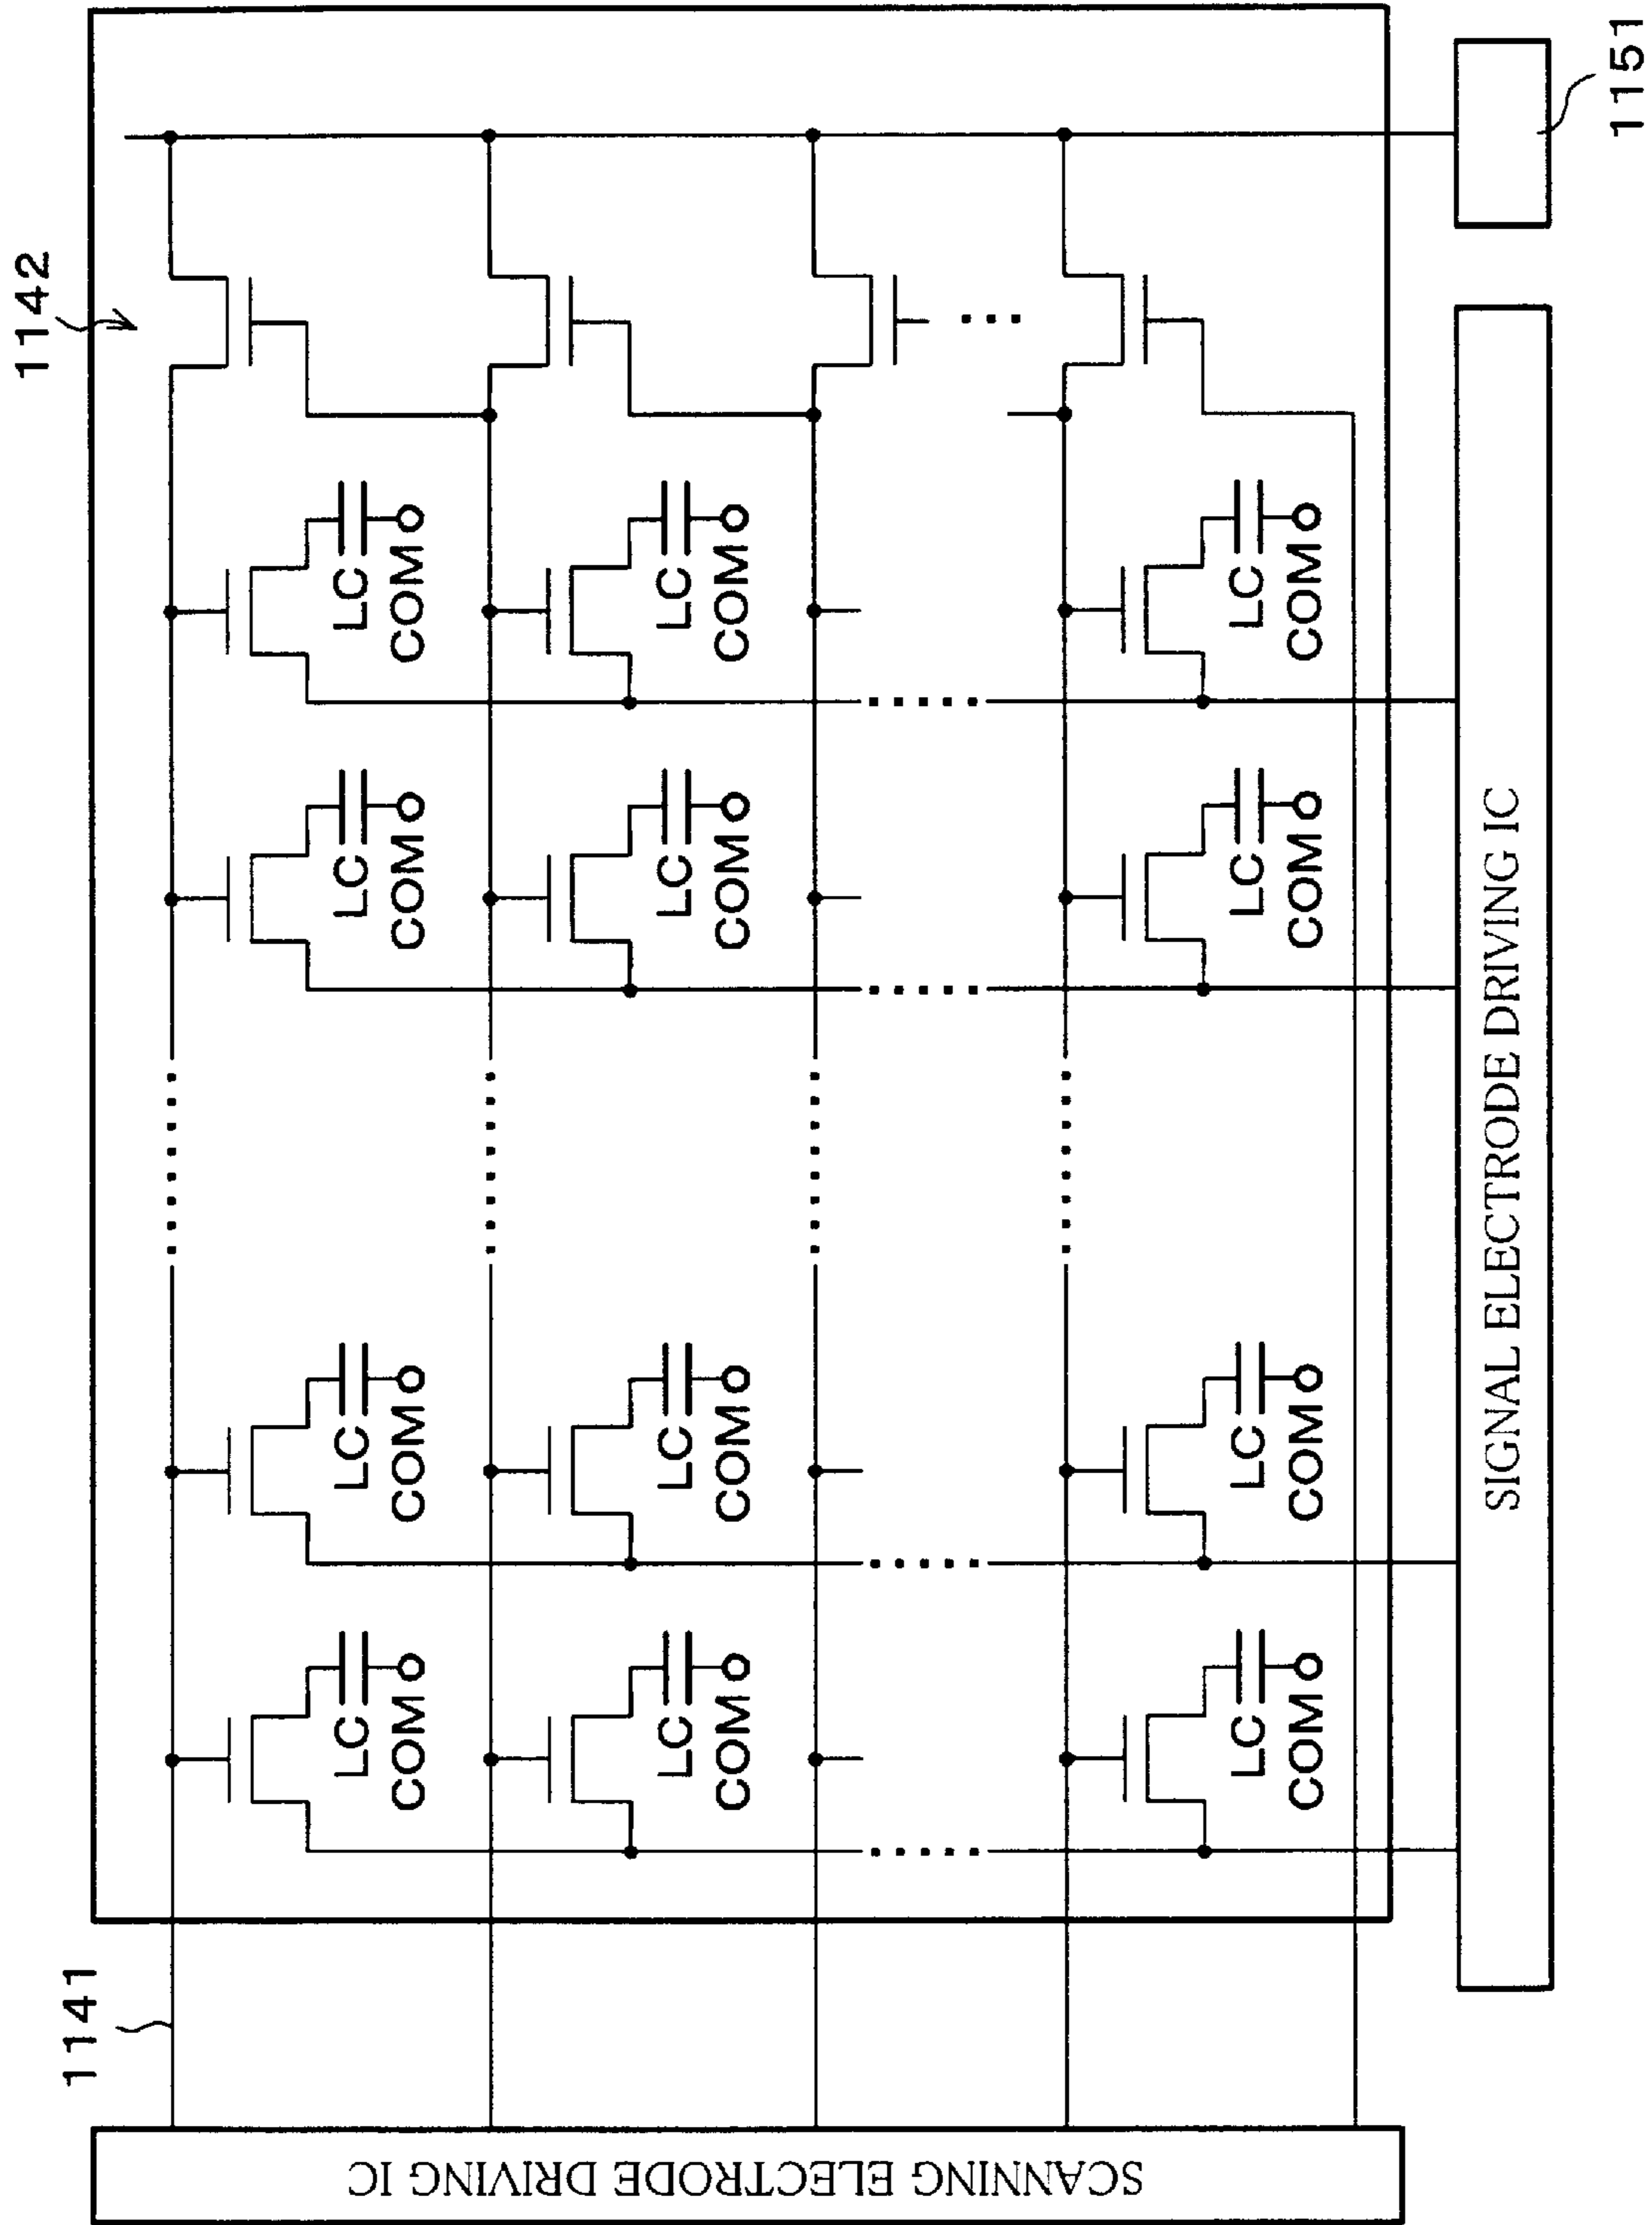 1141
1142
LC LC LC LC
COM COM COM COM
LC LC LC LC
COM COM COM COM
LC LC LC LC
COM COM COM COM
SCANNING ELECTRODE DRIVING IC
SIGNAL ELECTRODE DRIVING IC
1151